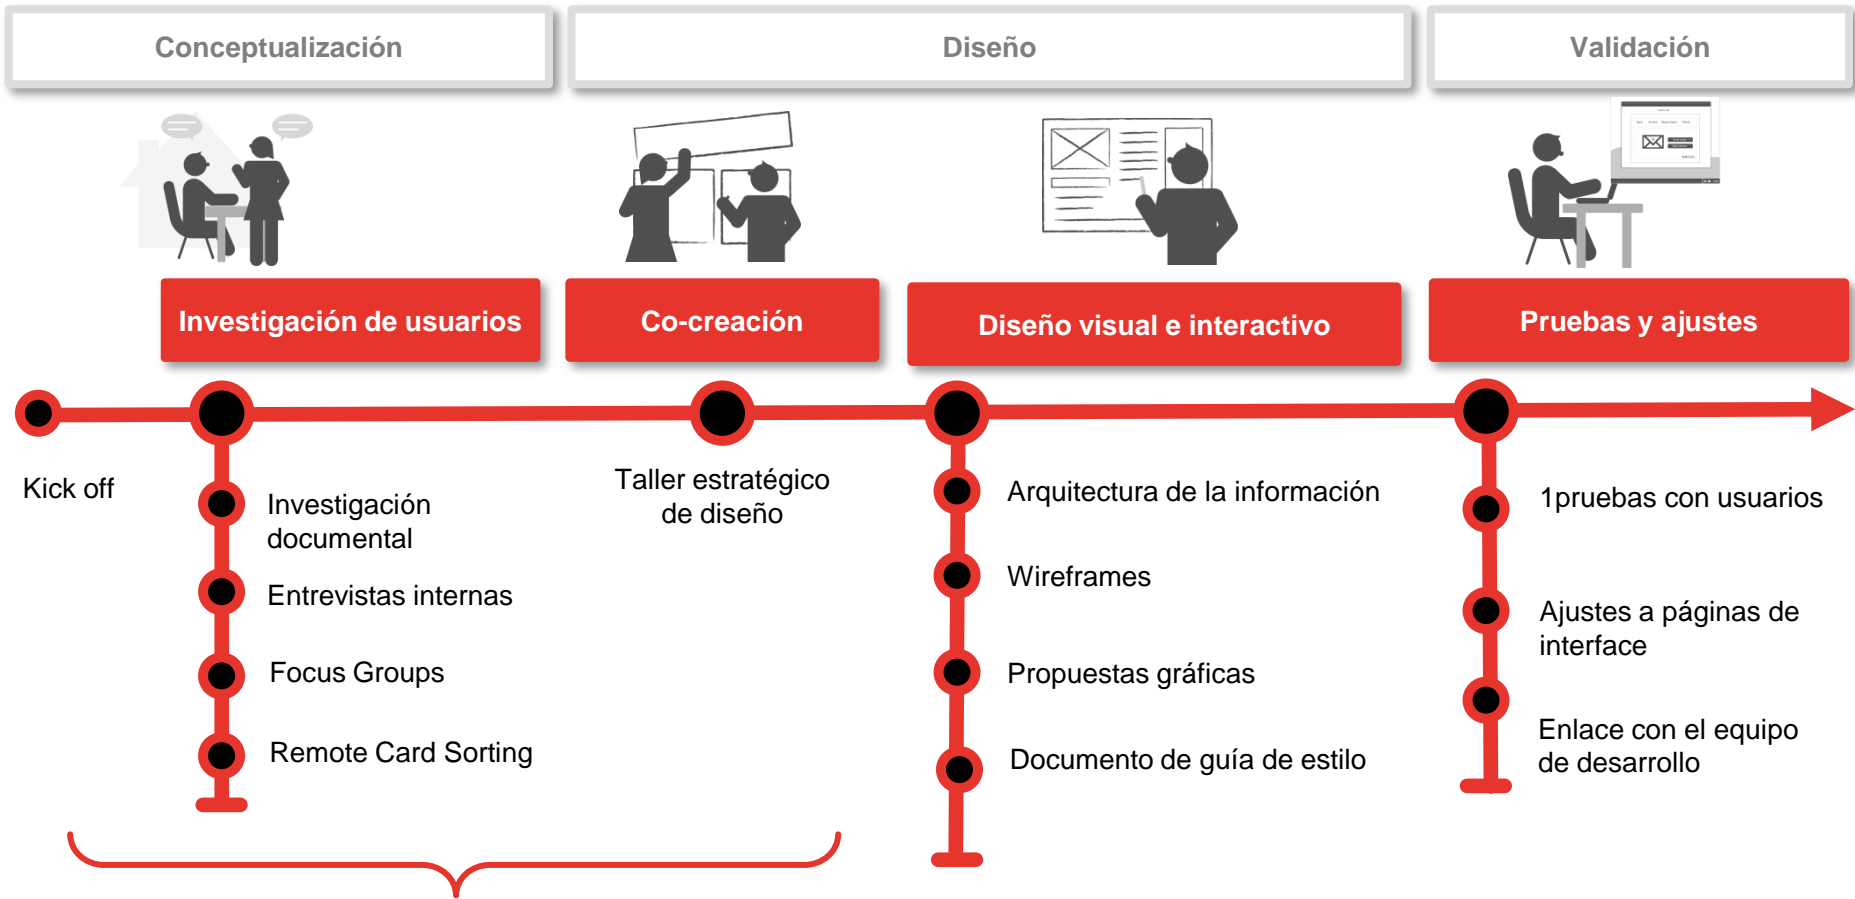 Conceptualización
Diseño
Validación
Investigación de usuarios
Co-creación
Diseño visual e interactivo
Pruebas y ajustes
Kick off
Investigación
documental
Entrevistas internas
Focus Groups
Remote Card Sorting
Taller estratégico
de diseño
Arquitectura de la información
Wireframes
Propuestas gráficas
Documento de guía de estilo
1pruebas con usuarios
Ajustes a páginas de
interface
Enlace con el equipo
de desarrollo